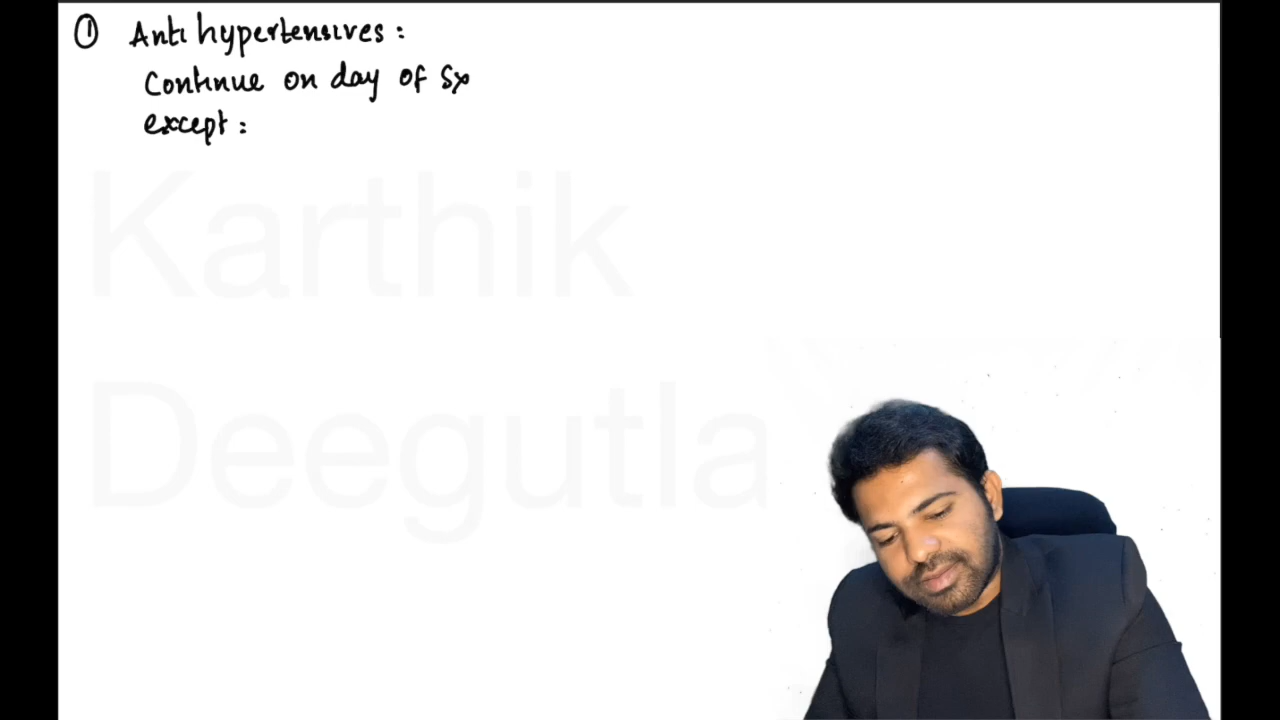 ① Anti hypertensives :
Continue on day of Sx
except :
Karthik
Deegutla